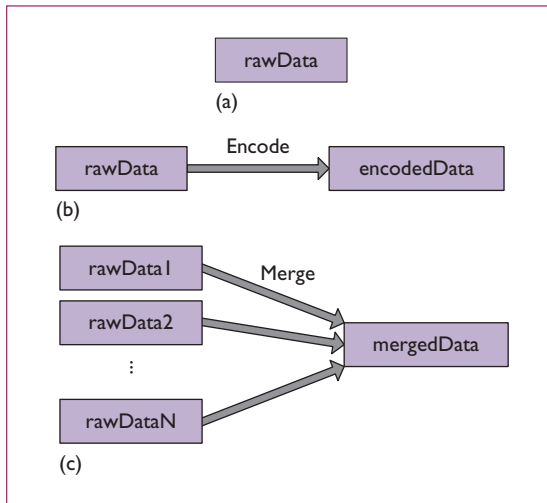 rawData
(a)
Encode
rawData
encodedData
(b)
rawData1
Merge
rawData2
mergedData
⋮
rawDataN
(c)